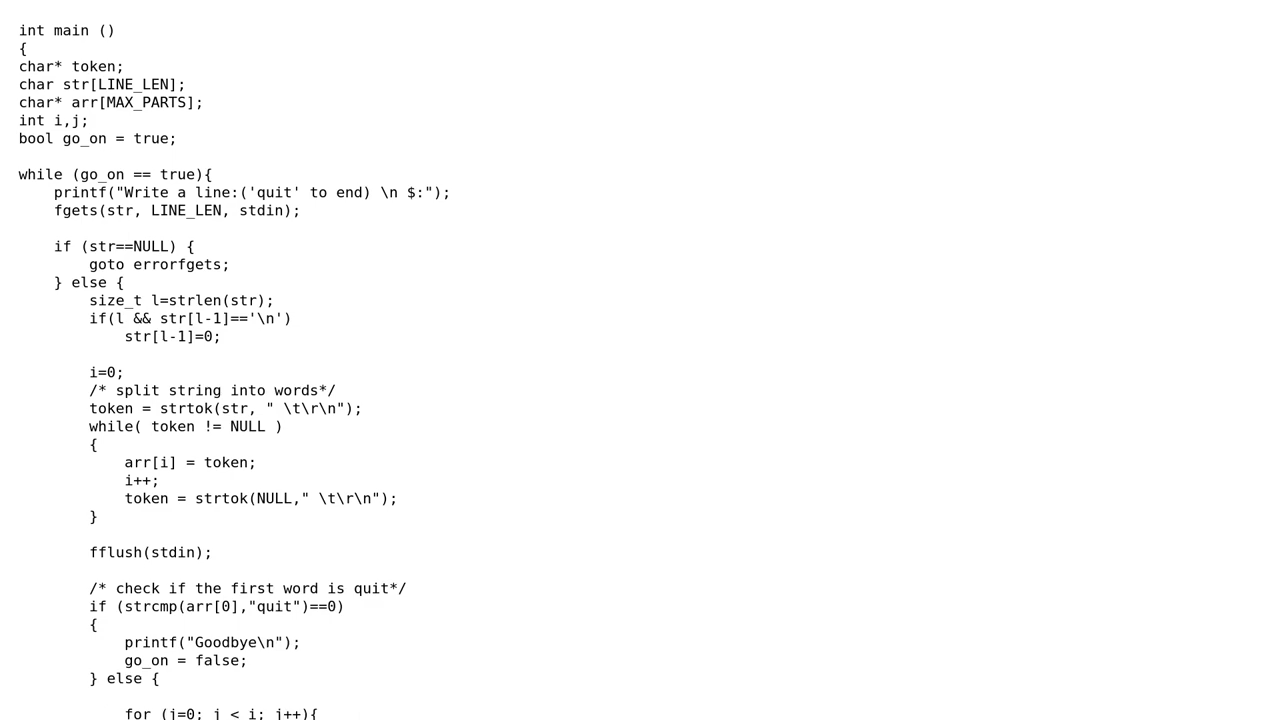 int main ()
{
char* token;
char str[LINE_LEN];
char* arr[MAX_PARTS];
int i,j;
bool go_on = true;

while (go_on == true){
    printf("Write a line:('quit' to end) \n $:");
    fgets(str, LINE_LEN, stdin);

    if (str==NULL) {
        goto errorfgets;
    } else {
        size_t l=strlen(str);
        if(l && str[l-1]=='\n')
            str[l-1]=0;

        i=0;
        /* split string into words*/
        token = strtok(str, " \t\r\n");
        while( token != NULL )
        {
            arr[i] = token;
            i++;
            token = strtok(NULL," \t\r\n");
        }

        fflush(stdin);

        /* check if the first word is quit*/
        if (strcmp(arr[0],"quit")==0)
        {
            printf("Goodbye\n");
            go_on = false;
        } else {

            for (j=0; j < i; j++){